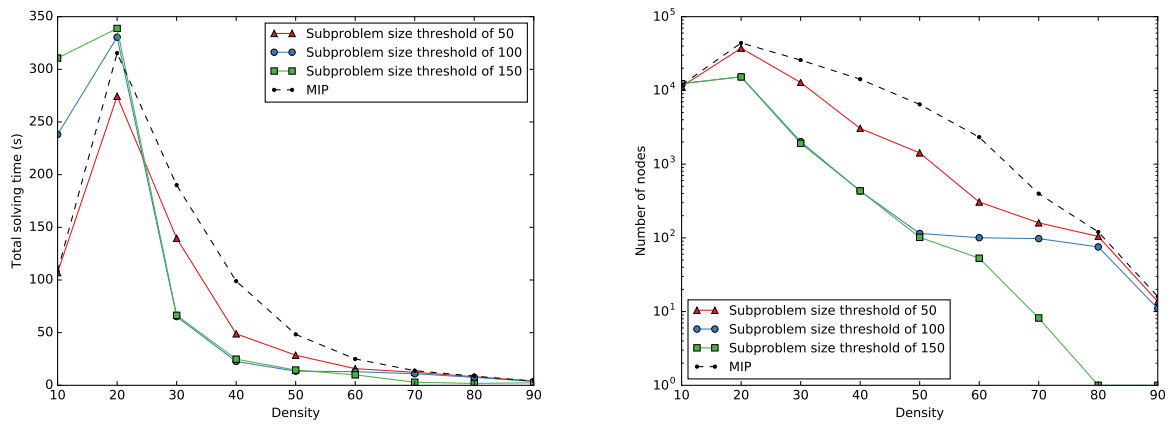 350
300
250
200
150
100
50
0
Total solving time (s)
10 20 30 40 50 60 70 80 90
Density
Subproblem size threshold of 50
Subproblem size threshold of 100
Subproblem size threshold of 150
MIP
10^5
10^4
10^3
10^2
10^1
10^0
Number of nodes
10 20 30 40 50 60 70 80 90
Density
Subproblem size threshold of 50
Subproblem size threshold of 100
Subproblem size threshold of 150
MIP